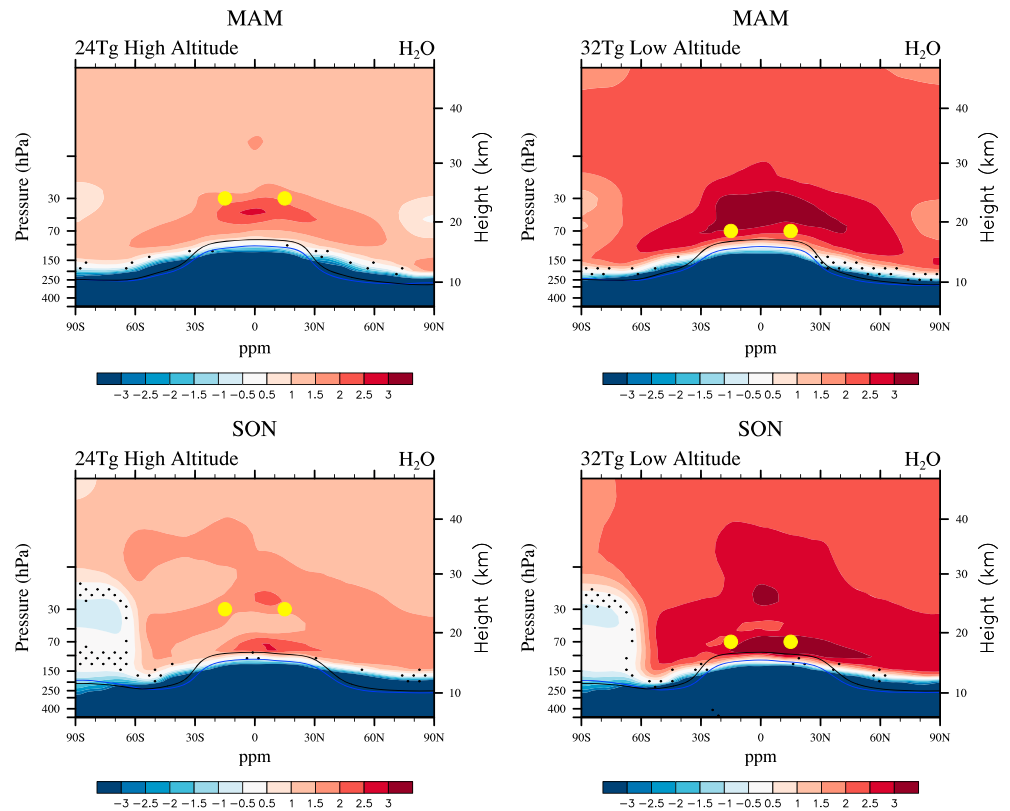 MAM
24Tg High Altitude H₂O
Pressure (hPa)
30
70
150
250
400
40
30
20
10
Height (km)
90S 60S 30S 0 30N 60N 90N
ppm
−3 −2.5 −2 −1.5 −1 −0.5 0.5 1 1.5 2 2.5 3
MAM
32Tg Low Altitude H₂O
Pressure (hPa)
30
70
150
250
400
40
30
20
10
Height (km)
90S 60S 30S 0 30N 60N 90N
ppm
−3 −2.5 −2 −1.5 −1 −0.5 0.5 1 1.5 2 2.5 3
SON
24Tg High Altitude H₂O
Pressure (hPa)
30
70
150
250
400
40
30
20
10
Height (km)
90S 60S 30S 0 30N 60N 90N
ppm
−3 −2.5 −2 −1.5 −1 −0.5 0.5 1 1.5 2 2.5 3
SON
32Tg Low Altitude H₂O
Pressure (hPa)
30
70
150
250
400
40
30
20
10
Height (km)
90S 60S 30S 0 30N 60N 90N
ppm
−3 −2.5 −2 −1.5 −1 −0.5 0.5 1 1.5 2 2.5 3